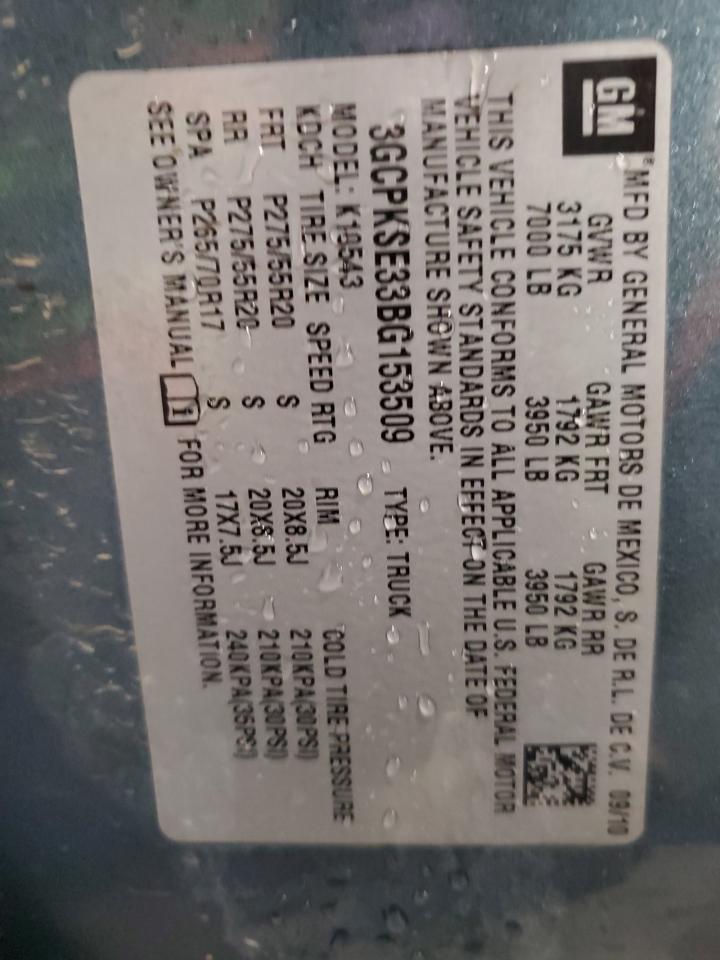 GM
® MFD BY GENERAL MOTORS DE MEXICO, S. DE R.L. DE C.V. 09/10
GVWR GAWR FRT GAWR RR
3175 KG 1792 KG 1792 KG
7000 LB 3950 LB 3950 LB
THIS VEHICLE CONFORMS TO ALL APPLICABLE U.S. FEDERAL MOTOR
VEHICLE SAFETY STANDARDS IN EFFECT ON THE DATE OF
MANUFACTURE SHOWN ABOVE.
3GCPKSE33BG153509 TYPE: TRUCK
MODEL: K10543
KDCH TIRE SIZE SPEED RTG RIM COLD TIRE PRESSURE
FRT P275/55R20 S 20X8.5J 210KPA(30PSI)
RR P275/55R20 S 20X8.5J 210KPA(30PSI)
SPA P265/70R17 S 17X7.5J 240KPA(35PSI)
SEE OWNER'S MANUAL FOR MORE INFORMATION.